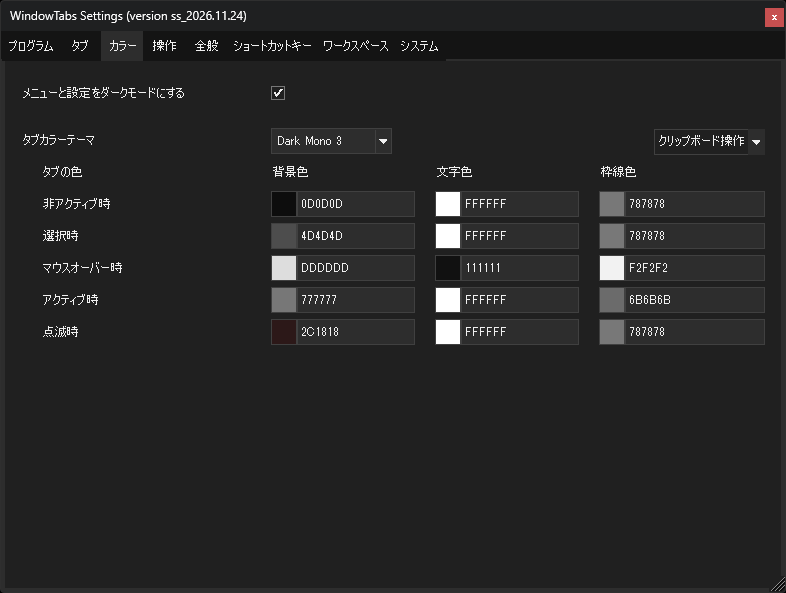 WindowTabs Settings (version ss_2026.11.24)
x
プログラム タブ カラー 操作 全般 ショートカットキー ワークスペース システム
メニューと設定をダークモードにする
タブカラーテーマ Dark Mono 3 クリップボード操作
タブの色 背景色 文字色 枠線色
非アクティブ時 0D0D0D FFFFFF 787878
選択時 4D4D4D FFFFFF 787878
マウスオーバー時 DDDDDD 111111 F2F2F2
アクティブ時 777777 FFFFFF 6B6B6B
点滅時 2C1818 FFFFFF 787878